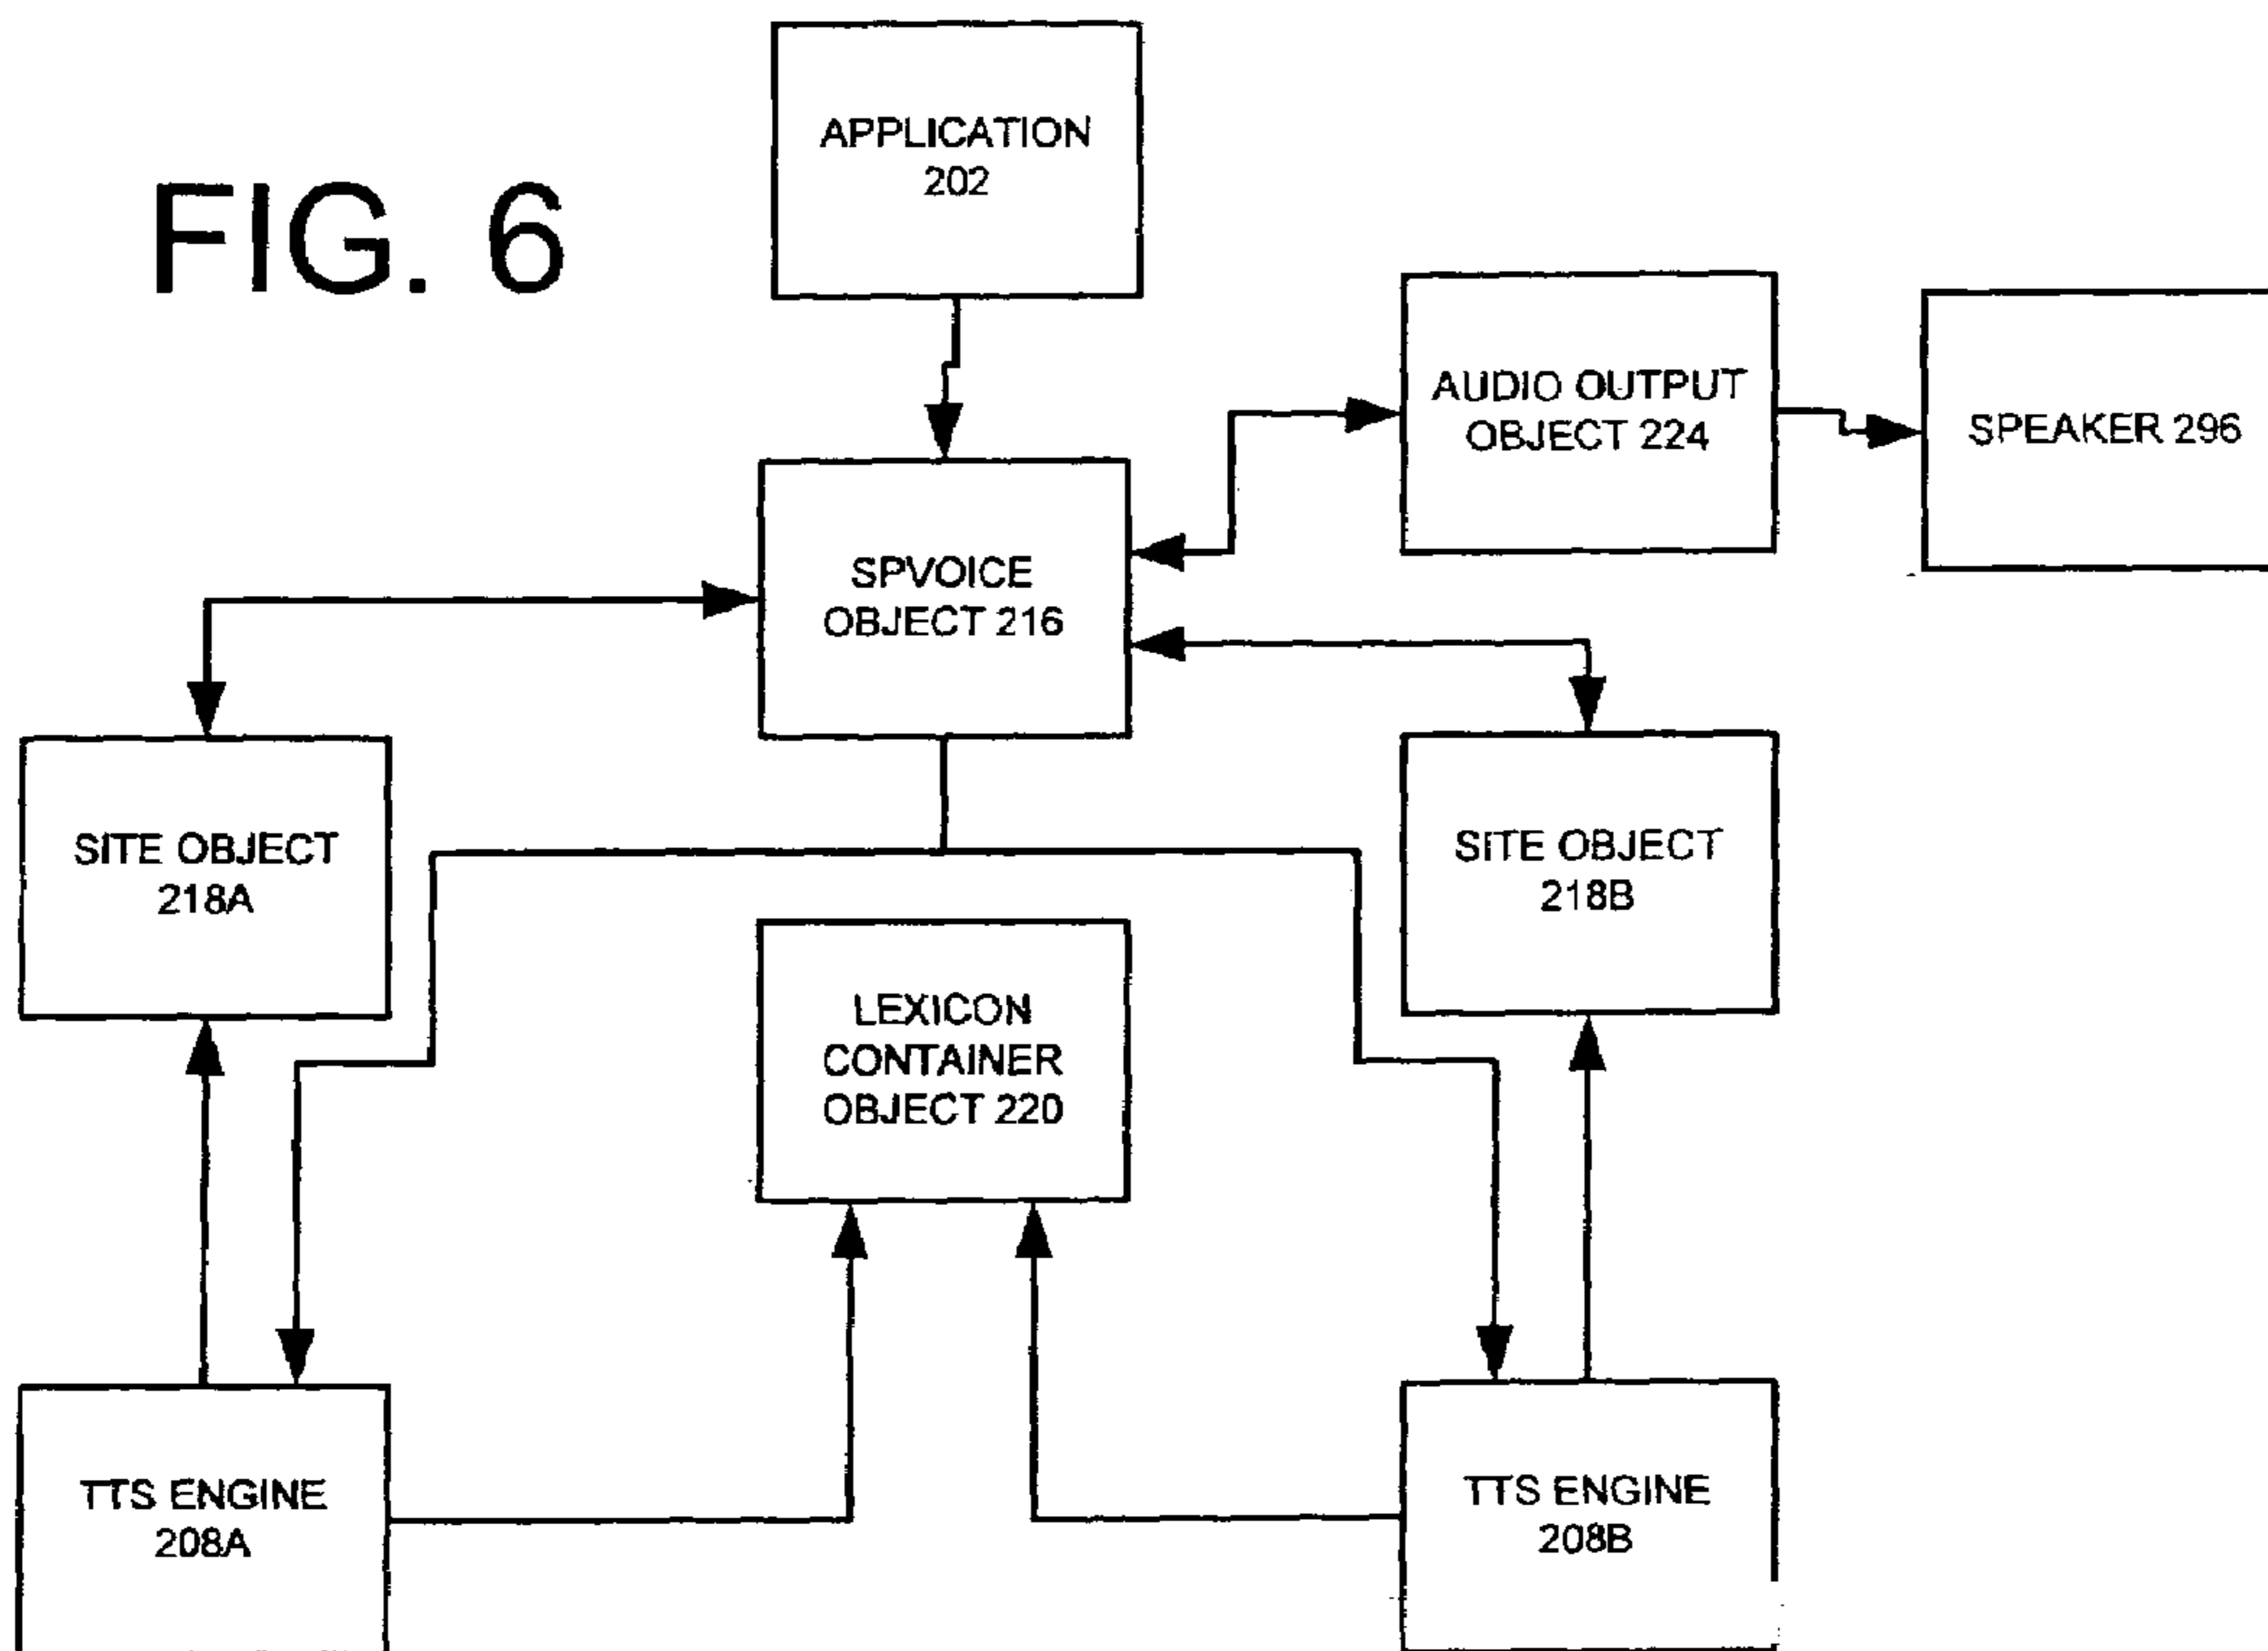 FIG. 6
APPLICATION
202
AUDIO OUTPUT
OBJECT 224
SPEAKER 296
SPVOICE
OBJECT 216
SITE OBJECT
218A
SITE OBJECT
218B
LEXICON
CONTAINER
OBJECT 220
TTS ENGINE
208A
TTS ENGINE
208B